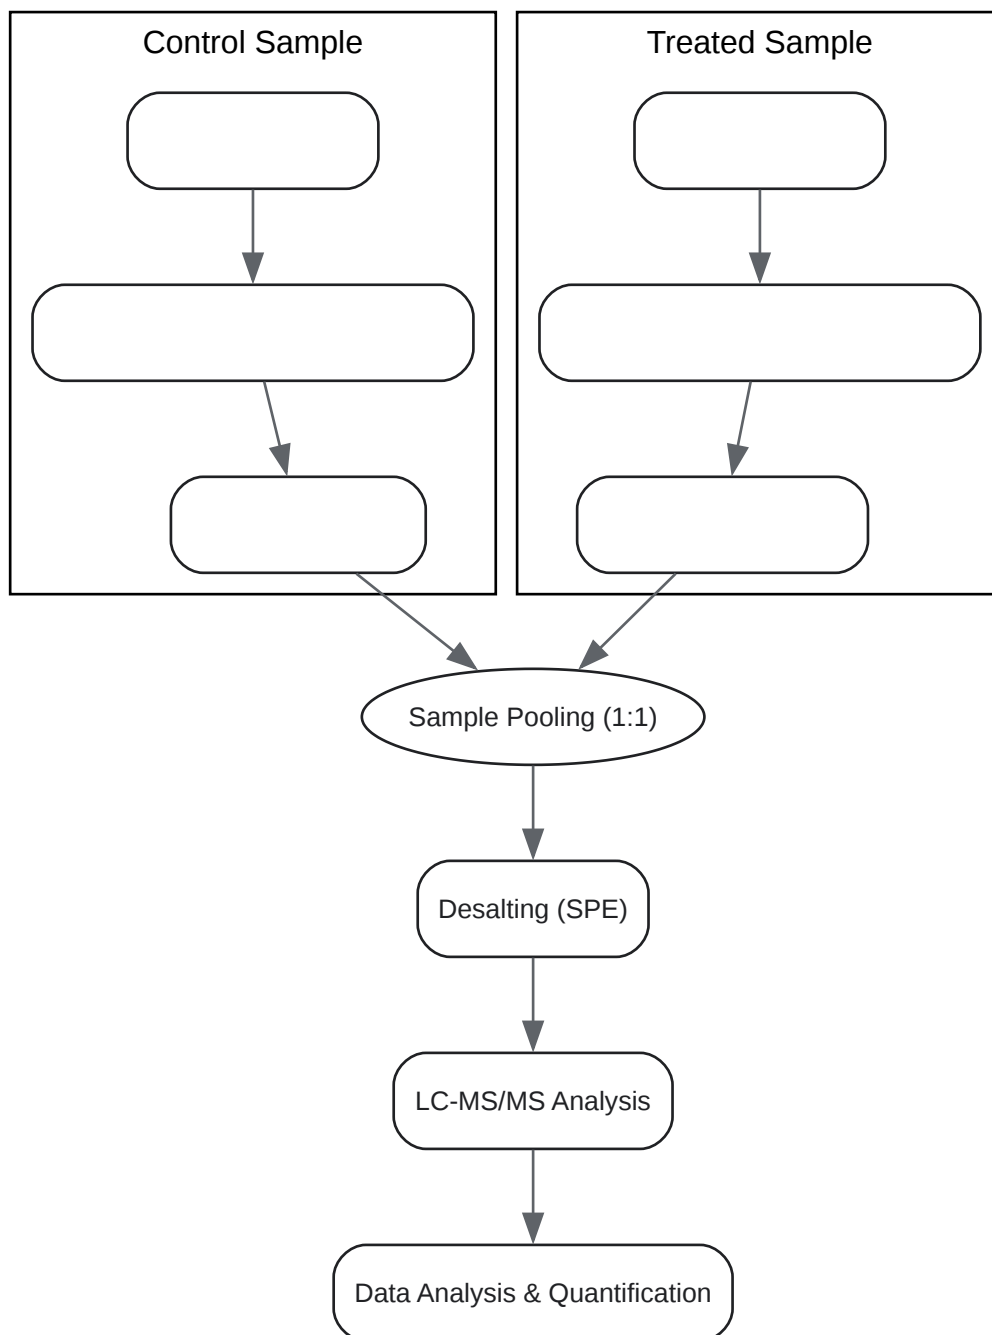 Control Sample
Treated Sample
Sample Pooling (1:1)
Desalting (SPE)
LC-MS/MS Analysis
Data Analysis & Quantification